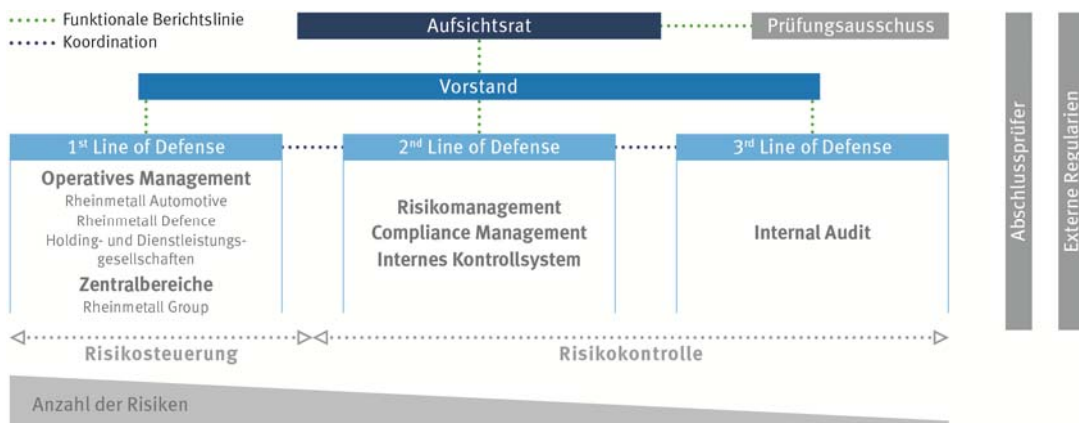 Funktionale Berichtslinie
Koordination
Aufsichtsrat
Prüfungsausschuss
Vorstand
1st Line of Defense
Operatives Management
Rheinmetall Automotive
Rheinmetall Defence
Holding- und Dienstleistungs-
gesellschaften
Zentralbereiche
Rheinmetall Group
2nd Line of Defense
Risikomanagement
Compliance Management
Internes Kontrollsystem
3rd Line of Defense
Internal Audit
Abschlussprüfer
Externe Regularien
Risikosteuerung
Risikokontrolle
Anzahl der Risiken